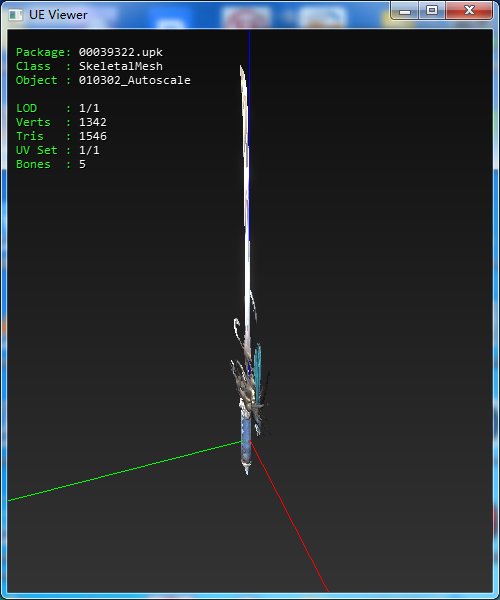 UE Viewer
Package: 00039322.upk
Class : SkeletalMesh
Object : 010302_Autoscale
LOD : 1/1
Verts : 1342
Tris : 1546
UV Set : 1/1
Bones : 5